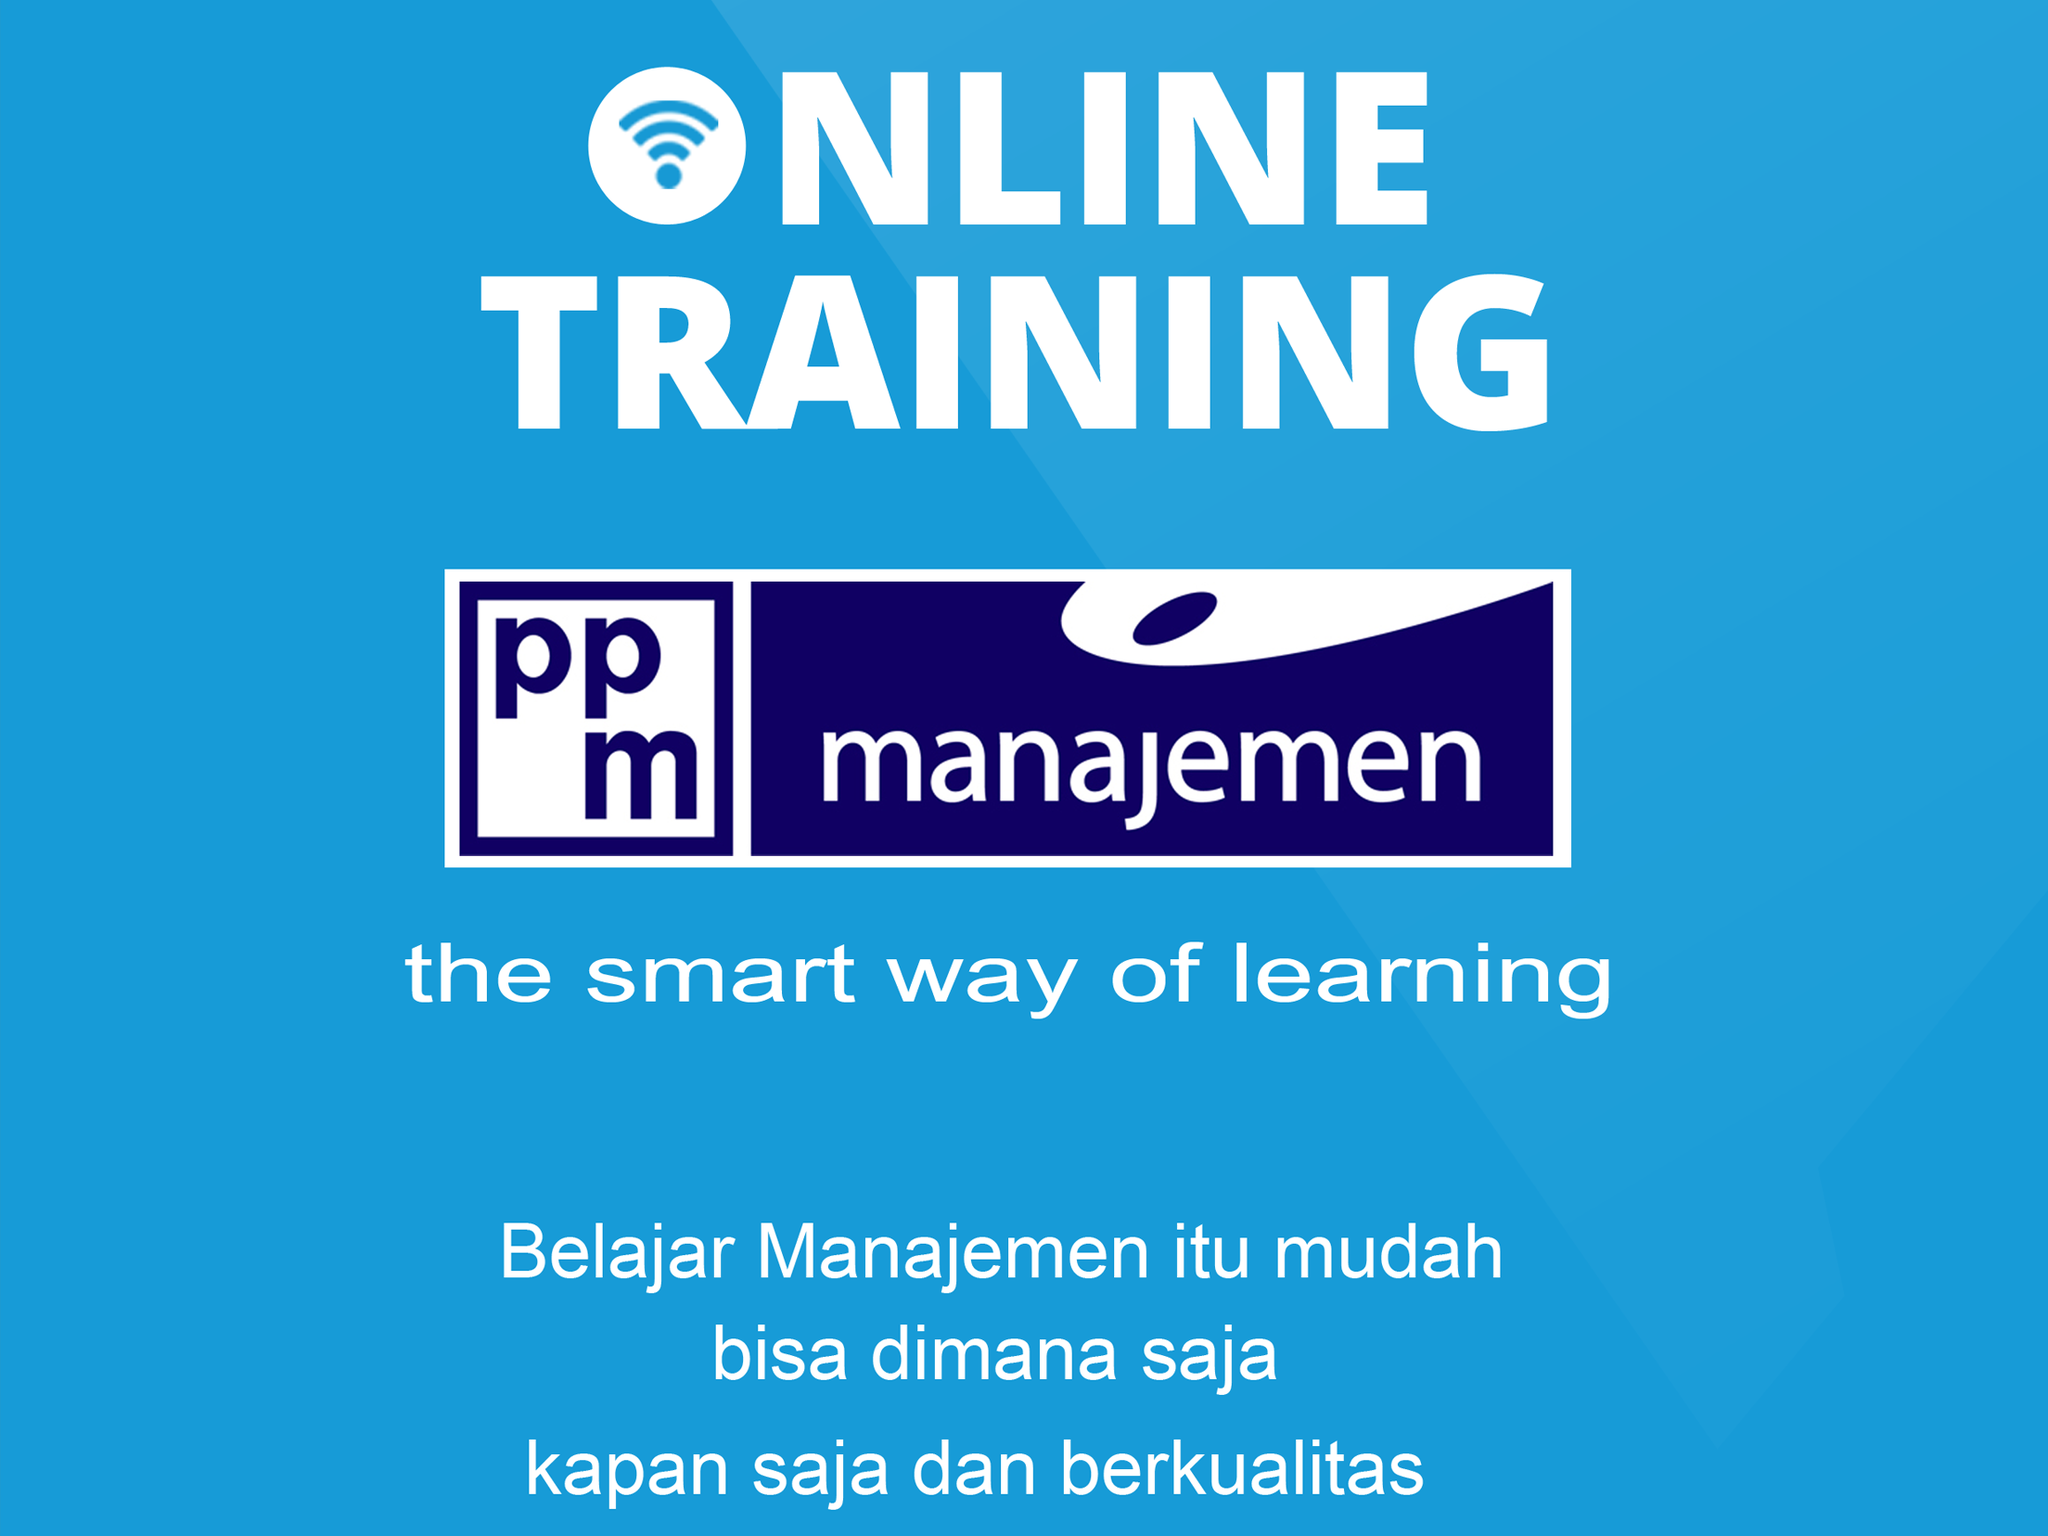 ONLINE
TRAINING
pp
m
manajemen
the smart way of learning
Belajar Manajemen itu mudah
bisa dimana saja
kapan saja dan berkualitas